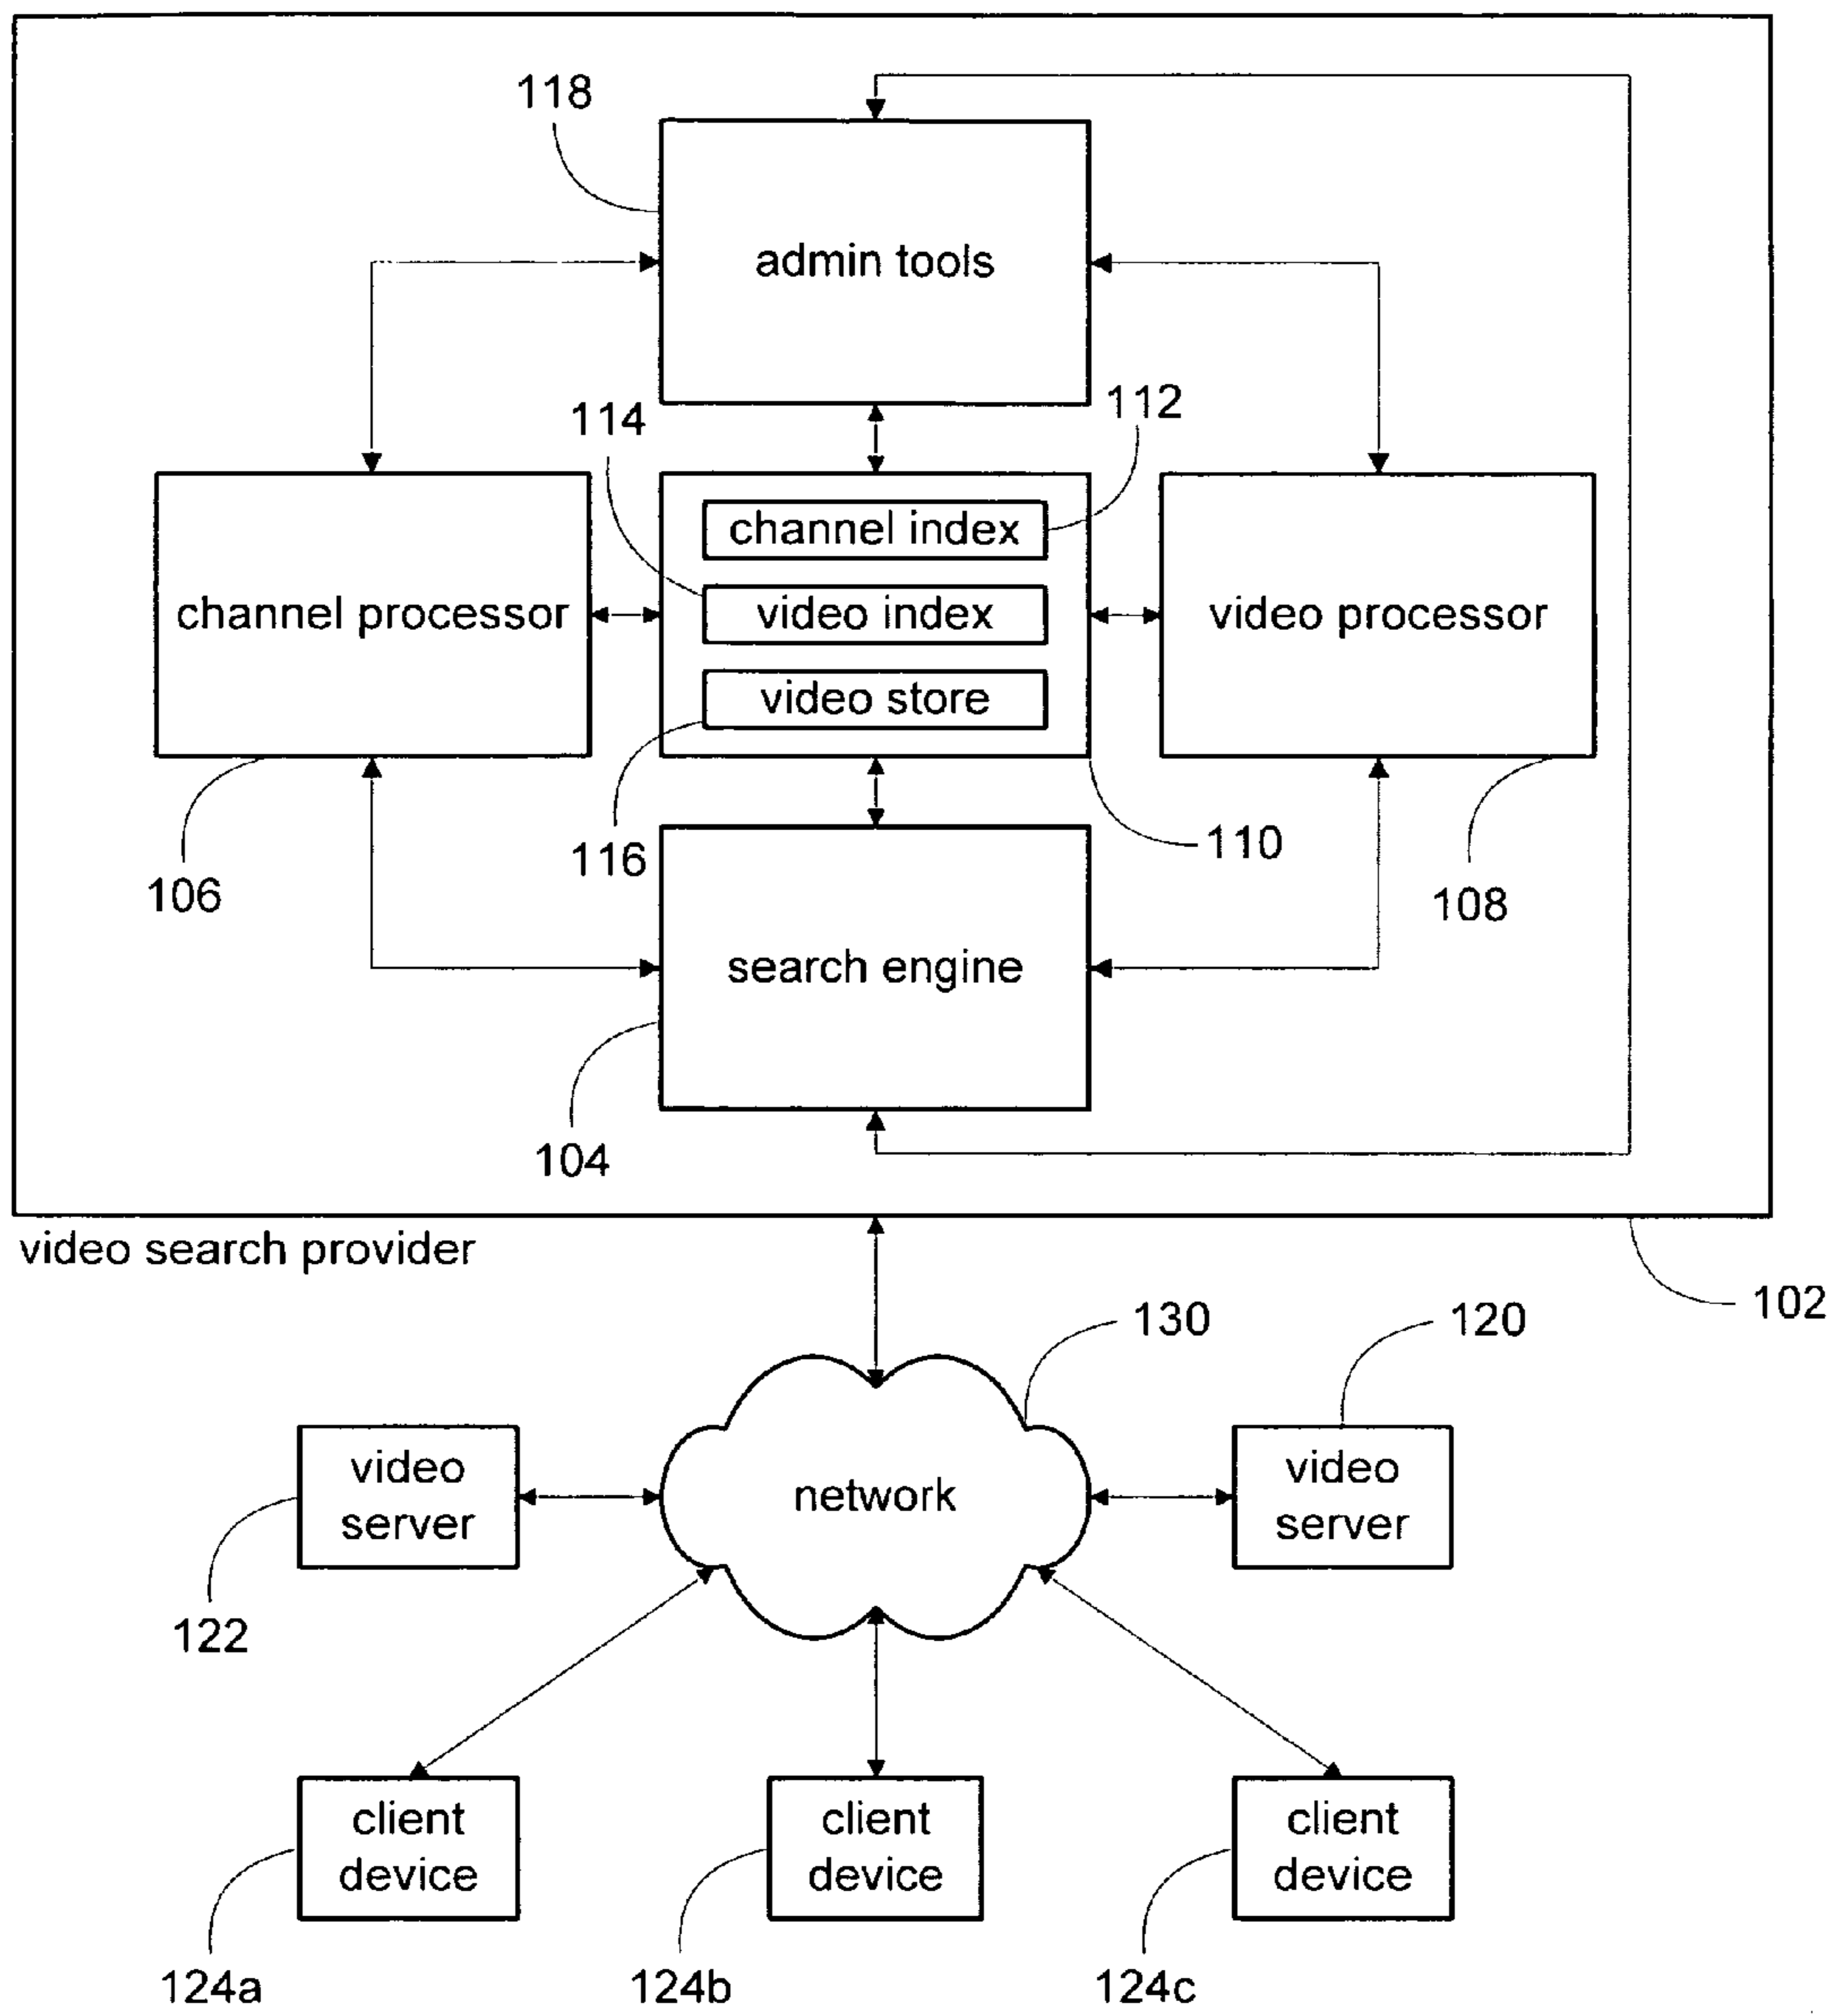 118
admin tools
114
112
channel index
channel processor
video index
video processor
video store
116
110
106
108
search engine
104
video search provider
102
130
120
video
server
network
video
server
122
client
device
client
device
client
device
124a
124b
124c